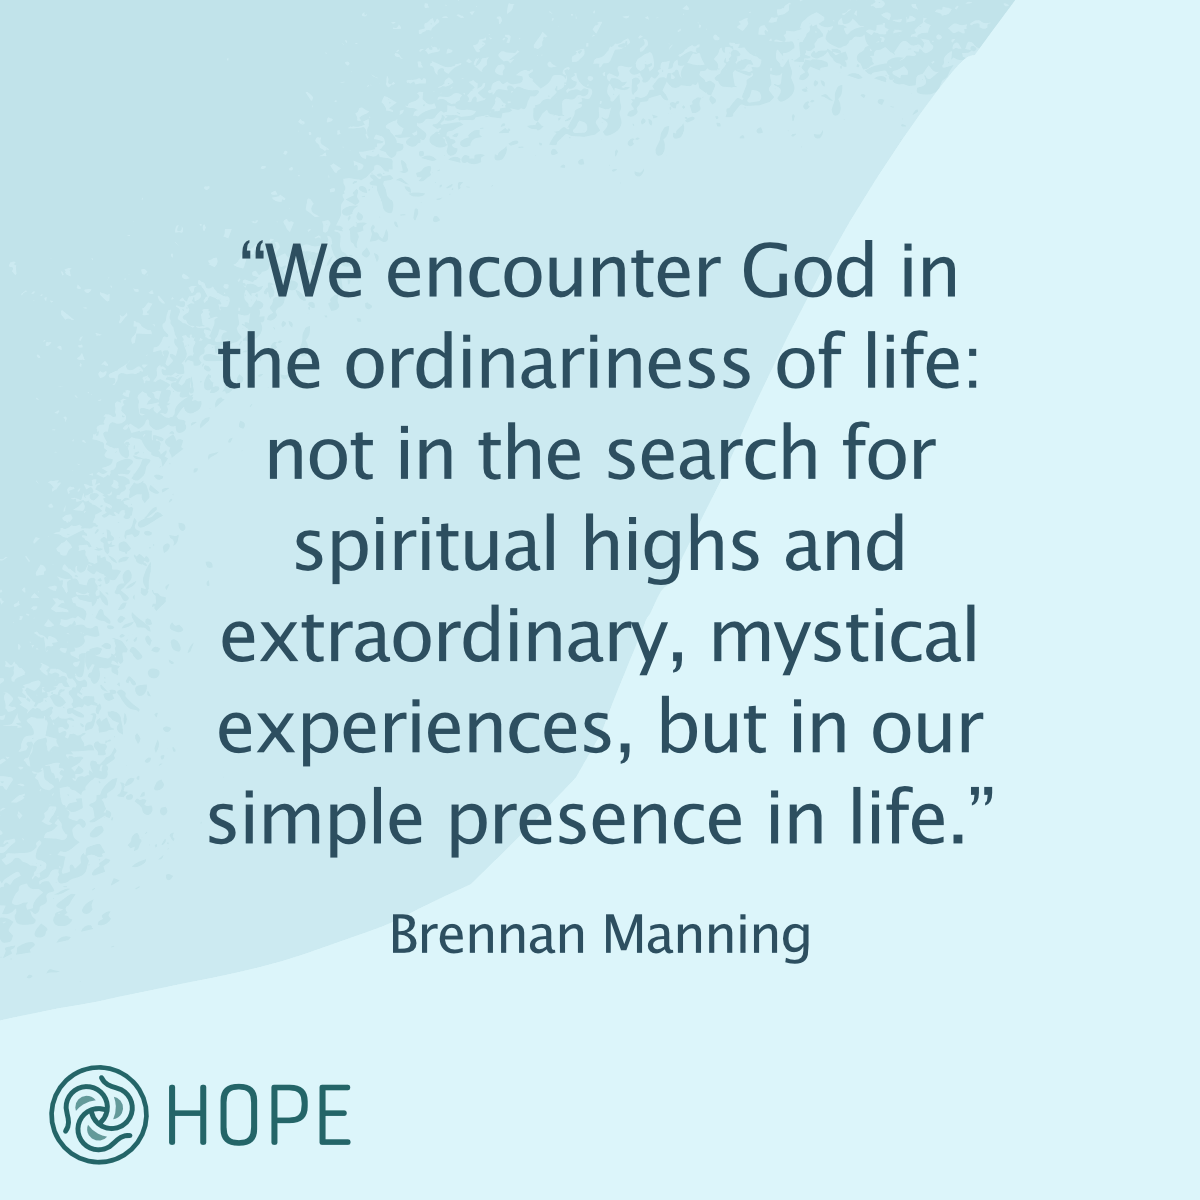 “We encounter God in
the ordinariness of life:
not in the search for
spiritual highs and
extraordinary, mystical
experiences, but in our
simple presence in life.”
Brennan Manning
HOPE